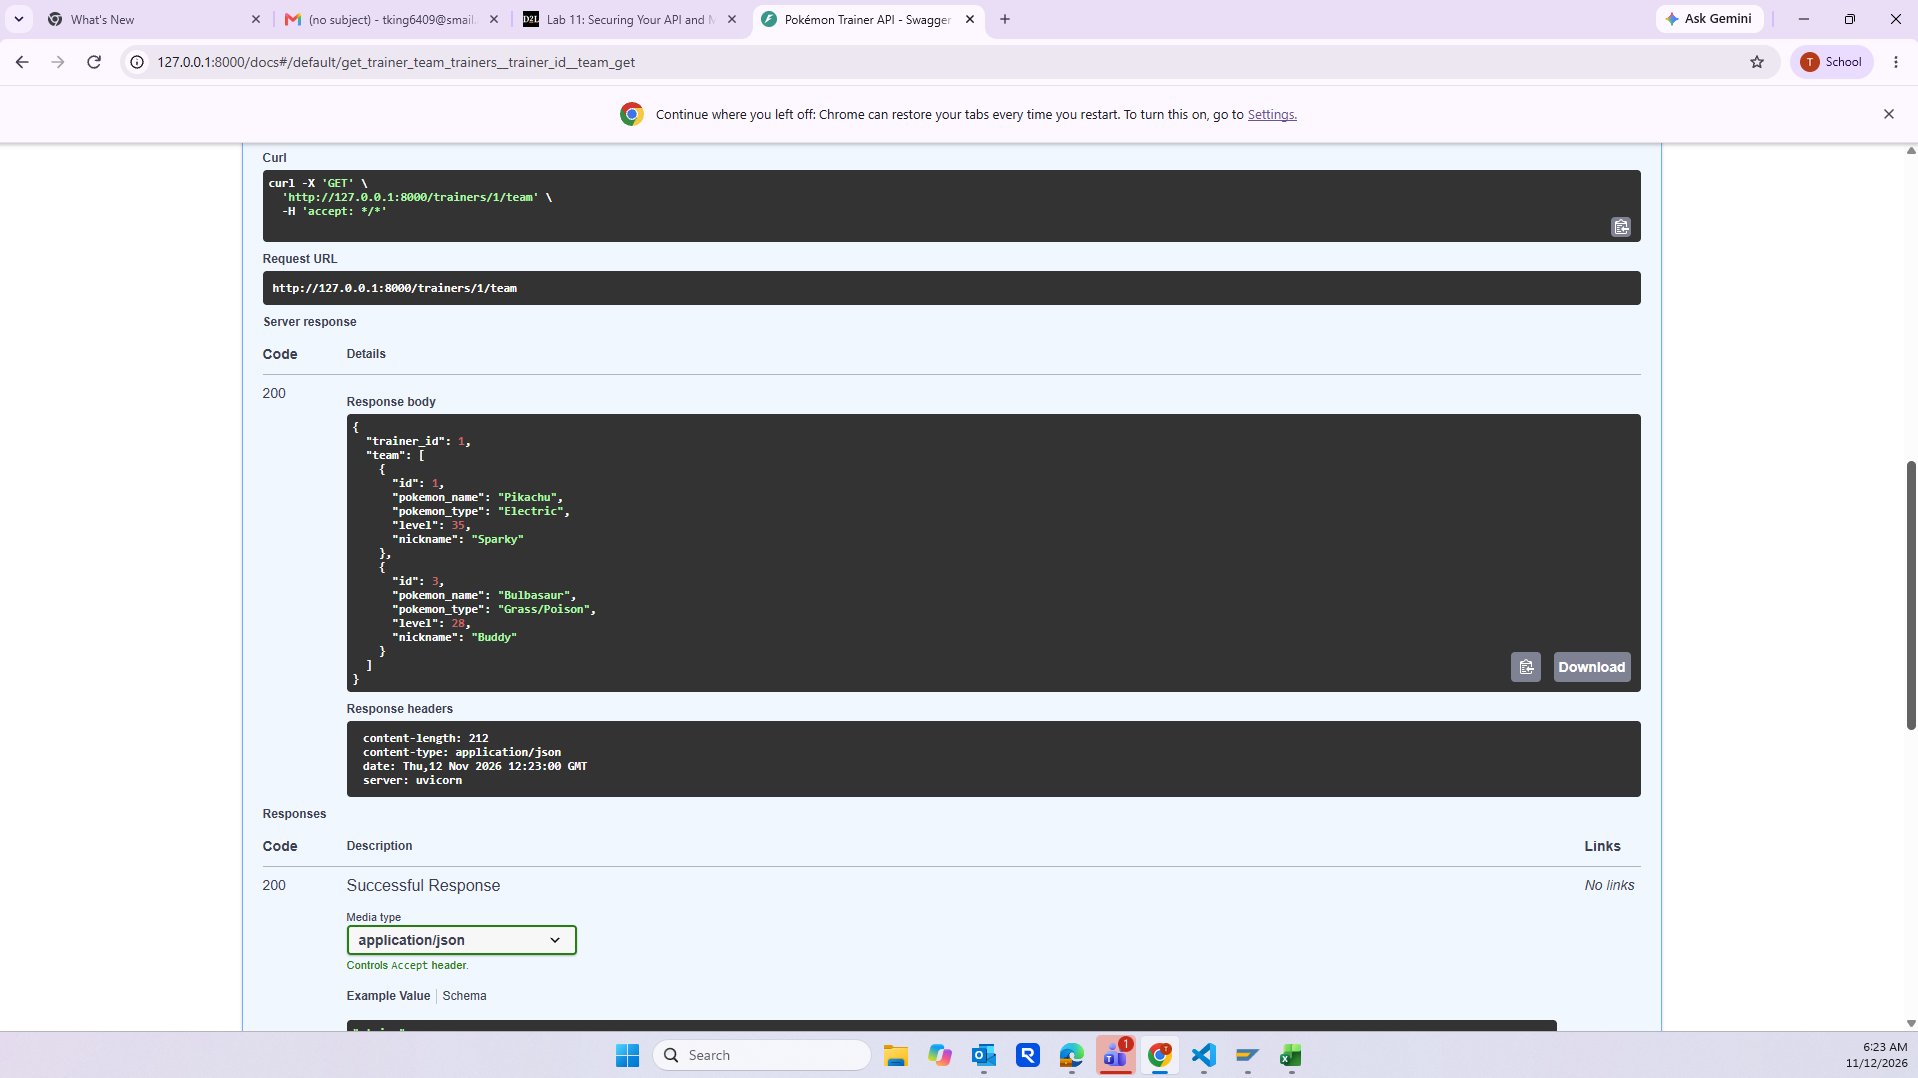 What's New
(no subject) - tking6409@smail.
Lab 11: Securing Your API and M
Pokémon Trainer API - Swagger
Ask Gemini
127.0.0.1:8000/docs#/default/get_trainer_team_trainers__trainer_id__team_get
T School
Continue where you left off: Chrome can restore your tabs every time you restart. To turn this on, go to Settings.
Curl
curl -X 'GET' \
'http://127.0.0.1:8000/trainers/1/team' \
-H 'accept: */*'
Request URL
http://127.0.0.1:8000/trainers/1/team
Server response
Code Details
200
Response body
{
"trainer_id": 1,
"team": [
{
"id": 1,
"pokemon_name": "Pikachu",
"pokemon_type": "Electric",
"level": 35,
"nickname": "Sparky"
},
{
"id": 3,
"pokemon_name": "Bulbasaur",
"pokemon_type": "Grass/Poison",
"level": 28,
"nickname": "Buddy"
}
]
}
Download
Response headers
content-length: 212
content-type: application/json
date: Thu,12 Nov 2026 12:23:00 GMT
server: uvicorn
Responses
Code Description Links
200 Successful Response No links
Media type
application/json
Controls Accept header.
Example Value Schema
Search
1
6:23 AM
11/12/2026